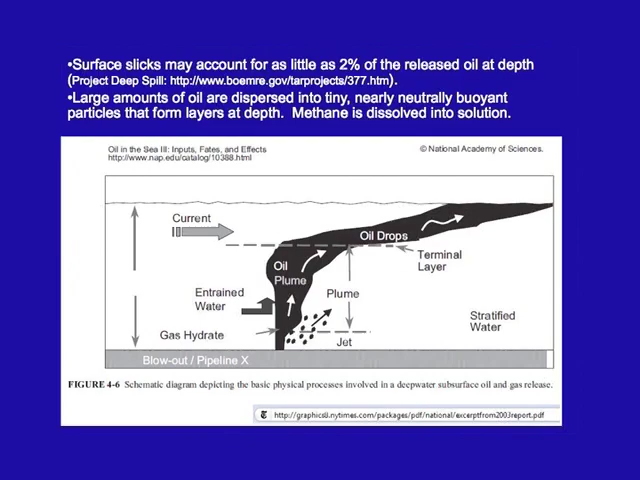 •Surface slicks may account for as little as 2% of the released oil at depth
(Project Deep Spill: http://www.boemre.gov/tarprojects/377.htm).
•Large amounts of oil are dispersed into tiny, nearly neutrally buoyant
particles that form layers at depth. Methane is dissolved into solution.
Oil in the Sea III: Inputs, Fates, and Effects
http://www.nap.edu/catalog/10388.html
© National Academy of Sciences.
Current
Oil Drops
Terminal
Layer
Oil
Plume
Entrained
Water
Plume
Stratified
Water
Gas Hydrate
Jet
Blow-out / Pipeline X
FIGURE 4-6 Schematic diagram depicting the basic physical processes involved in a deepwater subsurface oil and gas release.
http://graphics8.nytimes.com/packages/pdf/national/excerptfrom2003report.pdf